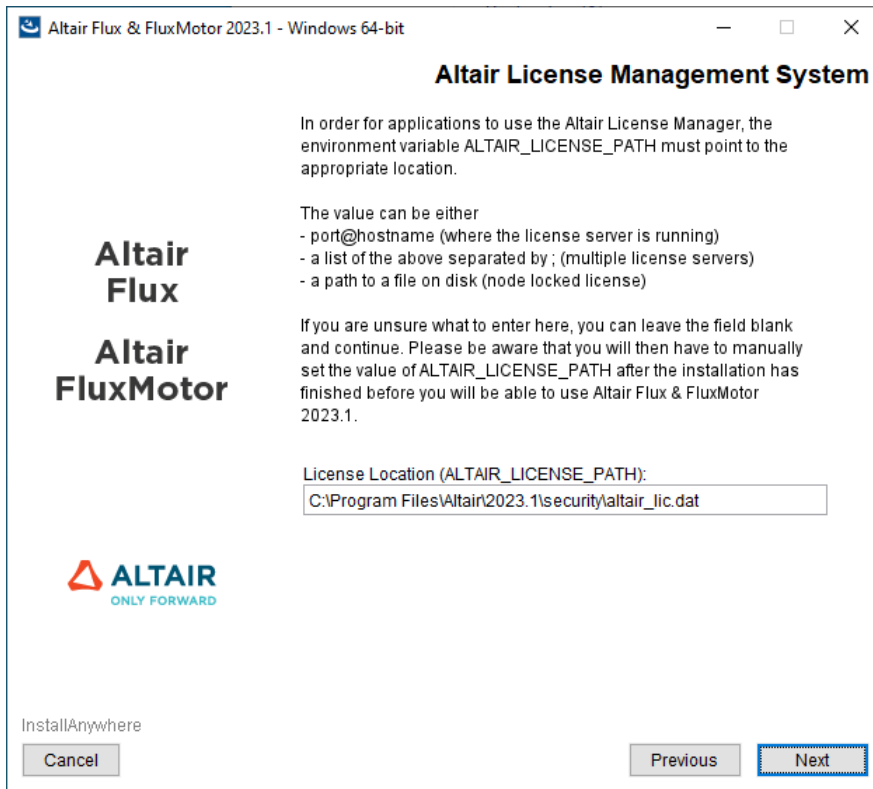 Altair Flux & FluxMotor 2023.1 - Windows 64-bit
Altair License Management System
In order for applications to use the Altair License Manager, the
environment variable ALTAIR_LICENSE_PATH must point to the
appropriate location.
The value can be either
- port@hostname (where the license server is running)
- a list of the above separated by ; (multiple license servers)
- a path to a file on disk (node locked license)
If you are unsure what to enter here, you can leave the field blank
and continue. Please be aware that you will then have to manually
set the value of ALTAIR_LICENSE_PATH after the installation has
finished before you will be able to use Altair Flux & FluxMotor
2023.1.
Altair
Flux
Altair
FluxMotor
License Location (ALTAIR_LICENSE_PATH):
C:\Program Files\Altair\2023.1\security\altair_lic.dat
ALTAIR
ONLY FORWARD
InstallAnywhere
Cancel
Previous
Next